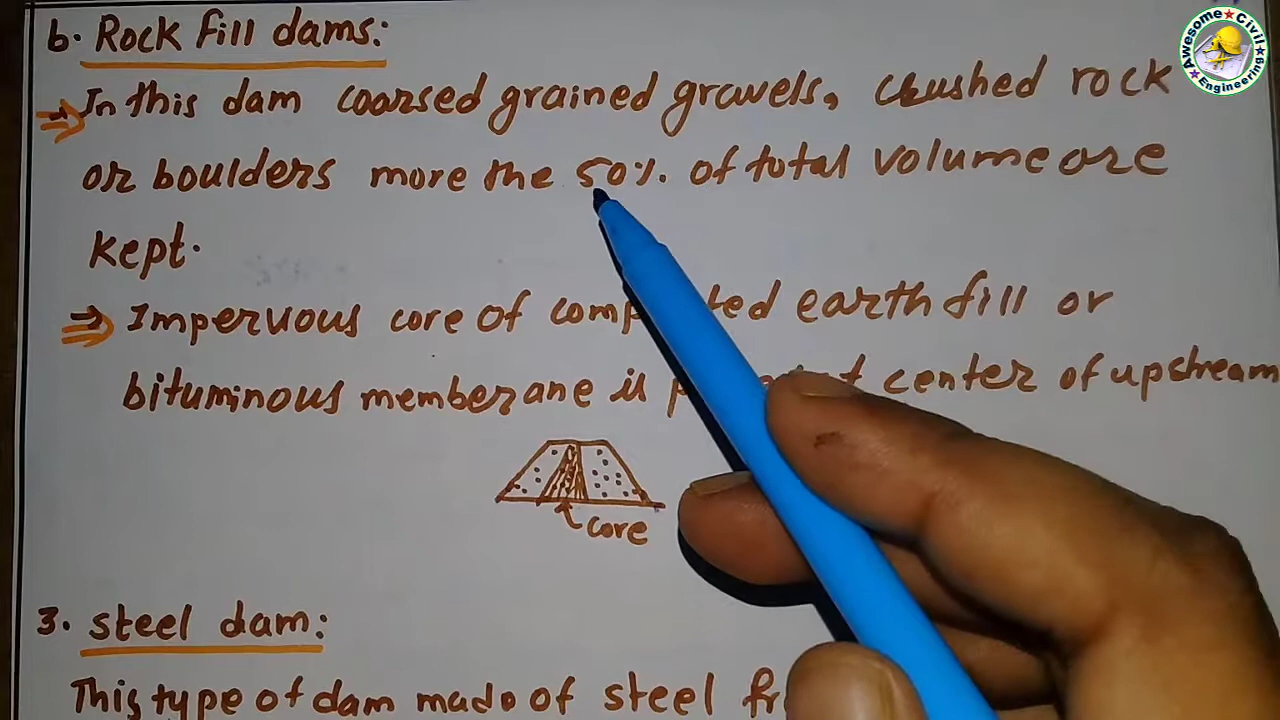 b. Rock fill dams:
⇒ In this dam coarsed grained gravels, crushed rock
or boulders more the 50% of total volume are
kept.
⇒ Impervious core of comp ted earth fill or
bituminous memberane is center of upstream
core
3. steel dam:
This type of dam made of steel
Awesome Civil Engineering